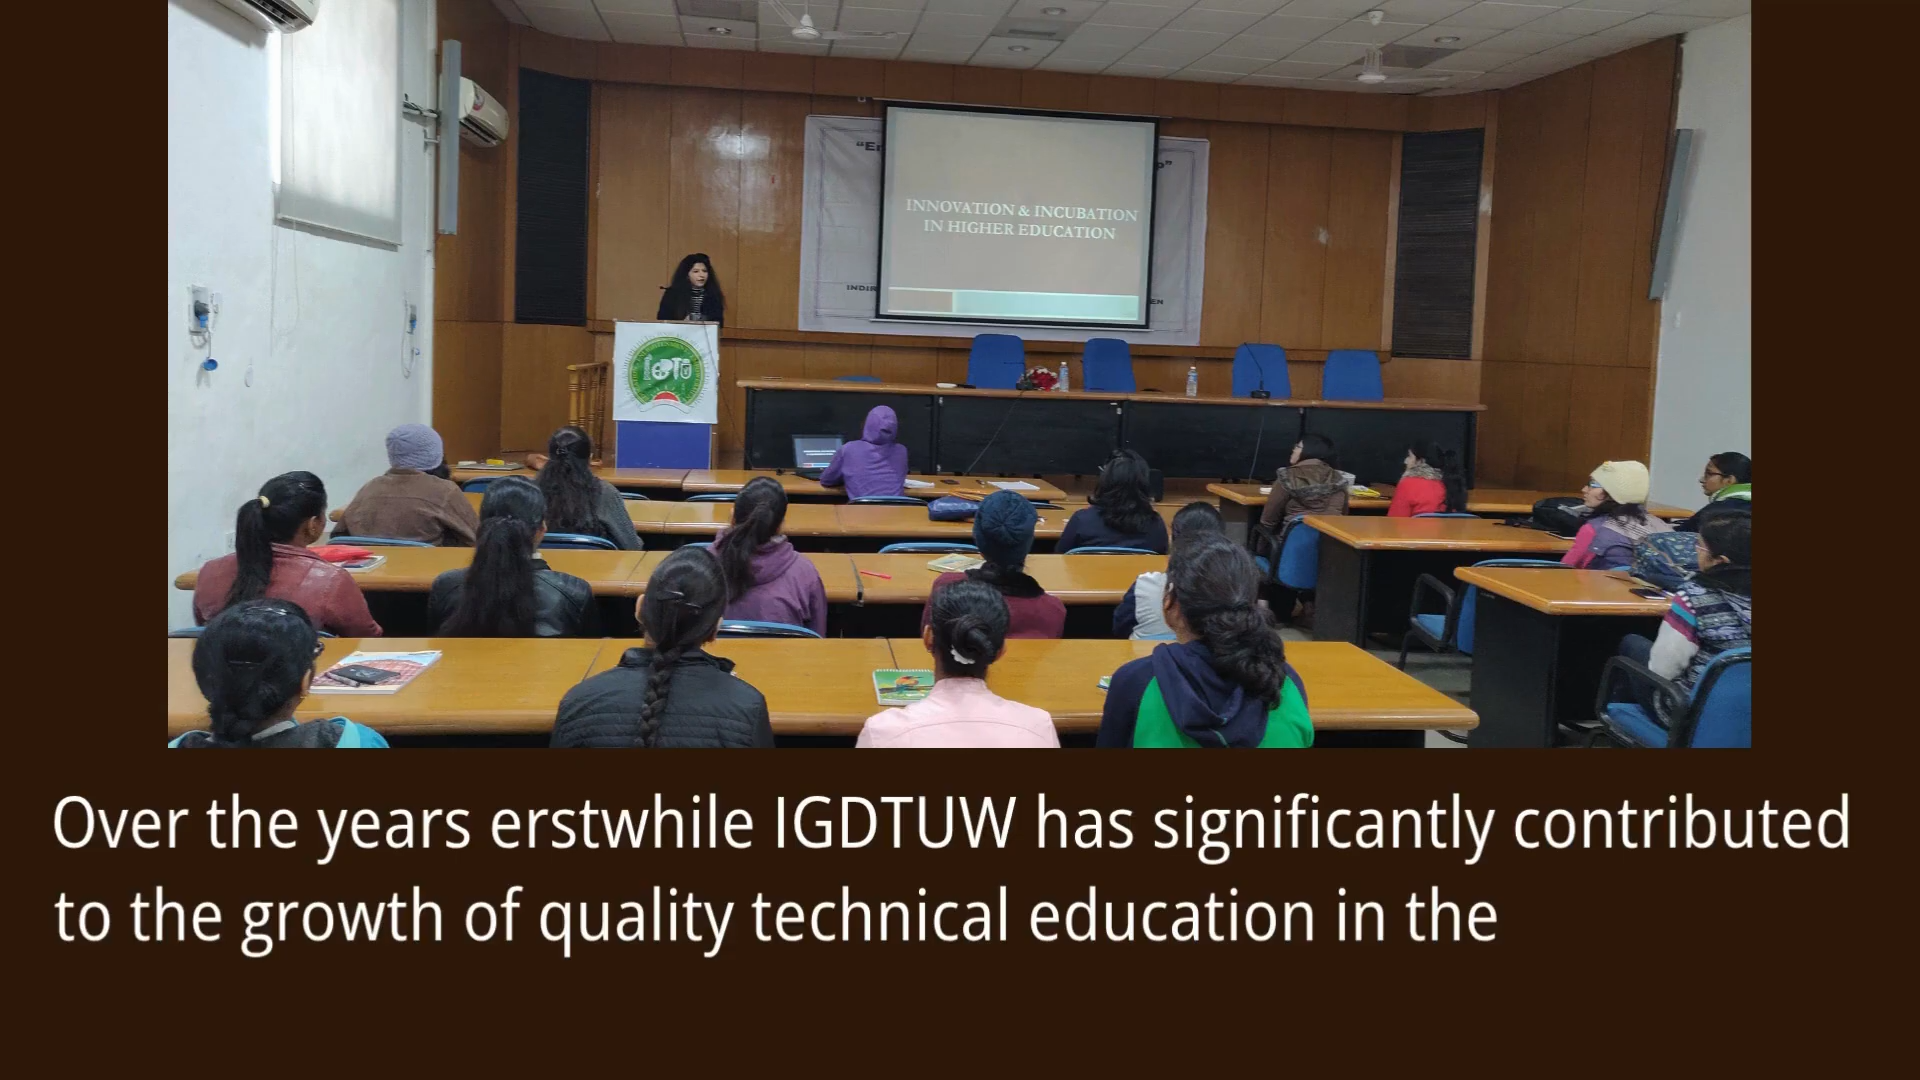 INNOVATION & INCUBATION
IN HIGHER EDUCATION
Over the years erstwhile IGDTUW has significantly contributed
to the growth of quality technical education in the